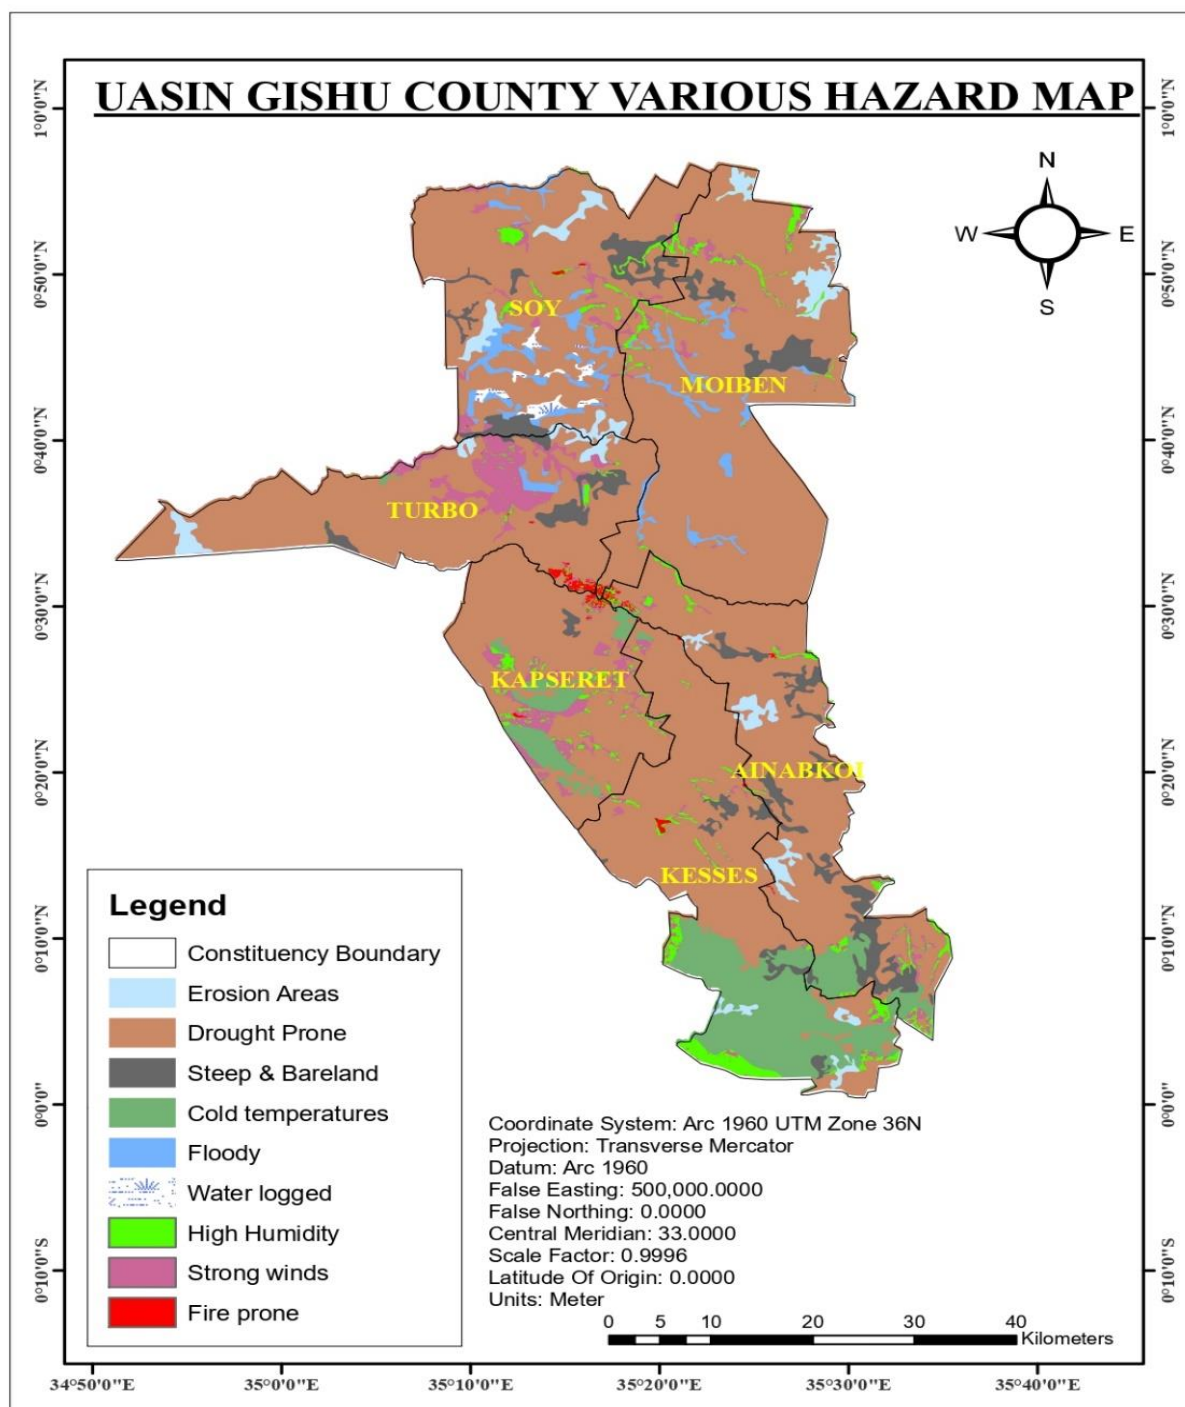 UASIN GISHU COUNTY VARIOUS HAZARD MAP
N
W E
S
1°0'0"N 1°0'0"N
0°50'0"N 0°50'0"N
0°40'0"N 0°40'0"N
0°30'0"N 0°30'0"N
0°20'0"N 0°20'0"N
0°10'0"N 0°10'0"N
0°0'0" 0°0'0"
0°10'0"S 0°10'0"S
SOY
MOIBEN
TURBO
KAPSERET
AINABKOI
KESSES
Legend
Constituency Boundary
Erosion Areas
Drought Prone
Steep & Bareland
Cold temperatures
Floody
Water logged
High Humidity
Strong winds
Fire prone
Coordinate System: Arc 1960 UTM Zone 36N
Projection: Transverse Mercator
Datum: Arc 1960
False Easting: 500,000.0000
False Northing: 0.0000
Central Meridian: 33.0000
Scale Factor: 0.9996
Latitude Of Origin: 0.0000
Units: Meter
0 5 10 20 30 40
Kilometers
34°50'0"E 35°0'0"E 35°10'0"E 35°20'0"E 35°30'0"E 35°40'0"E